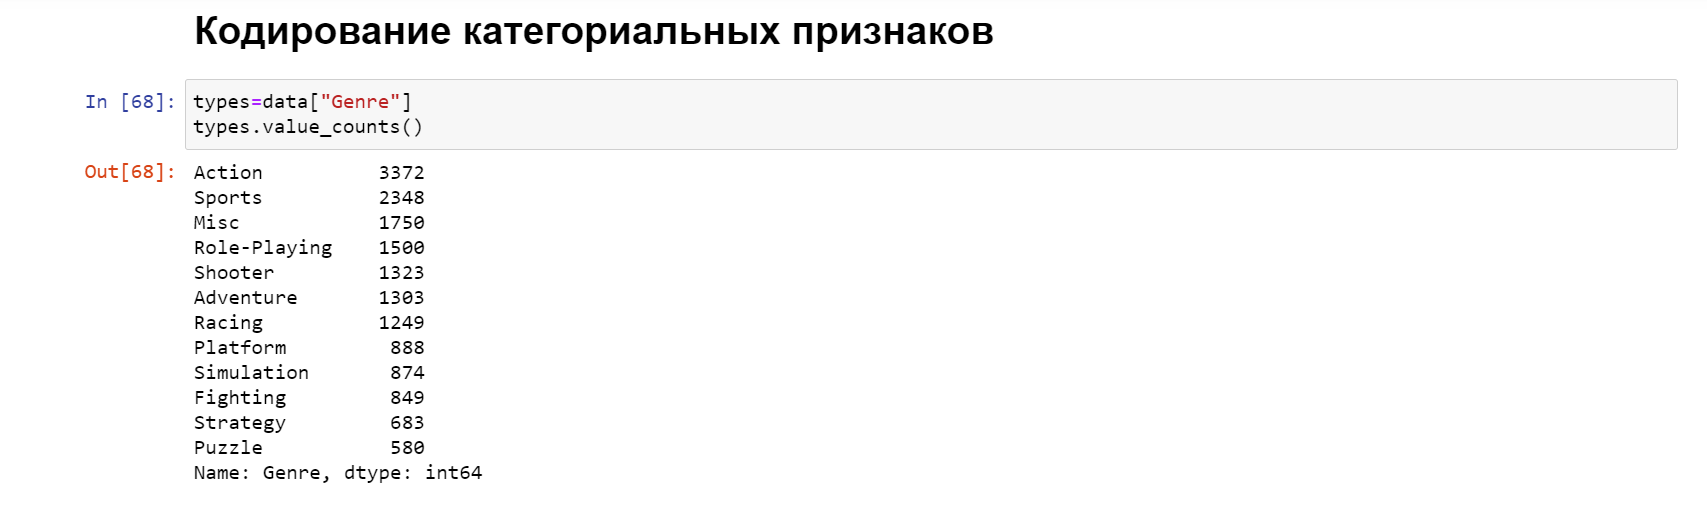 Кодирование категориальных признаков
In [68]: types=data["Genre"]
types.value_counts()
Out[68]: Action 3372
Sports 2348
Misc 1750
Role-Playing 1500
Shooter 1323
Adventure 1303
Racing 1249
Platform 888
Simulation 874
Fighting 849
Strategy 683
Puzzle 580
Name: Genre, dtype: int64